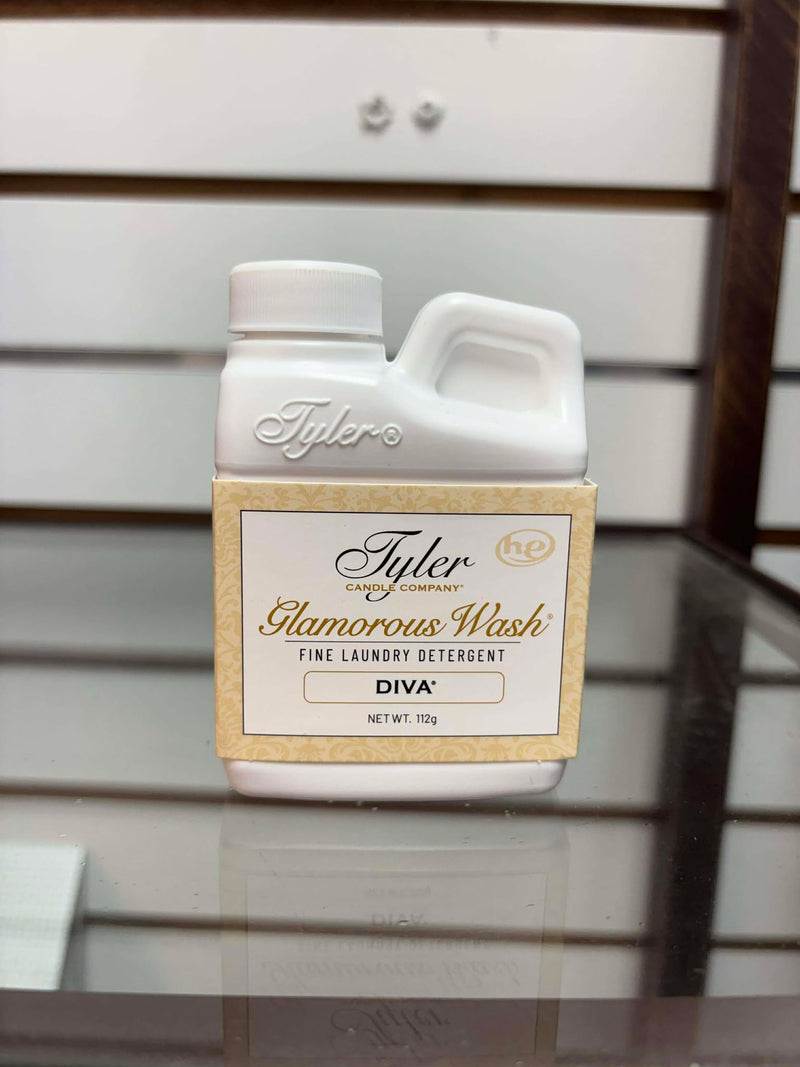 Tyler®
he
Tyler
CANDLE COMPANY®
Glamorous Wash®
FINE LAUNDRY DETERGENT
DIVA®
NET WT. 112g